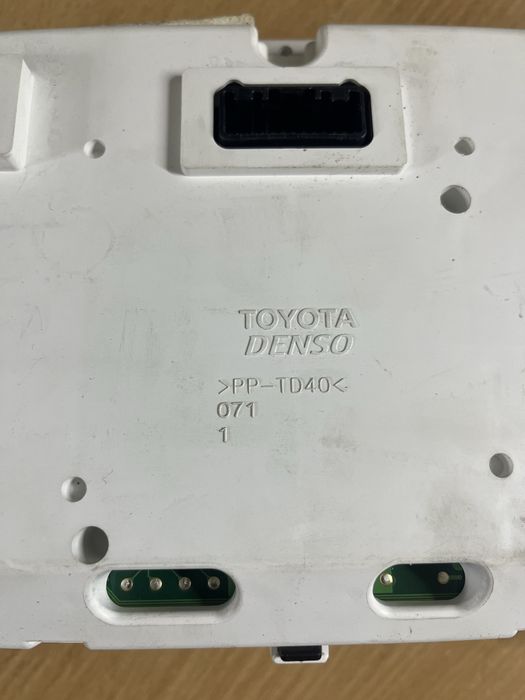 TOYOTA
DENSO
>PP-TD40<
071
1